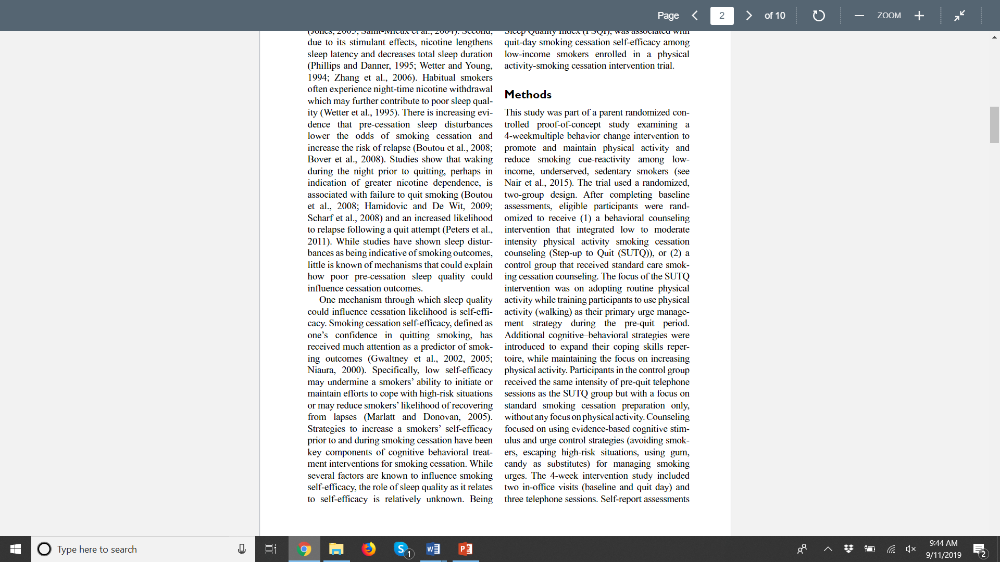 Page
2
of 10
ZOOM
(Jones, 2005; Saint-Mleux et al., 2004). Second,
due to its stimulant effects, nicotine lengthens
sleep latency and decreases total sleep duration
(Phillips and Danner, 1995; Wetter and Young,
1994; Zhang et al., 2006). Habitual smokers
often experience night-time nicotine withdrawal
which may further contribute to poor sleep qual-
ity (Wetter et al., 1995). There is increasing evi-
dence that pre-cessation sleep disturbances
lower the odds of smoking cessation and
increase the risk of relapse (Boutou et al., 2008;
Bover et al., 2008). Studies show that waking
during the night prior to quitting, perhaps in
indication of greater nicotine dependence, is
associated with failure to quit smoking (Boutou
et al., 2008; Hamidovic and De Wit, 2009;
Scharf et al., 2008) and an increased likelihood
to relapse following a quit attempt (Peters et al.,
2011). While studies have shown sleep distur-
bances as being indicative of smoking outcomes,
little is known of mechanisms that could explain
how poor pre-cessation sleep quality could
influence cessation outcomes.
One mechanism through which sleep quality
could influence cessation likelihood is self-effi-
cacy. Smoking cessation self-efficacy, defined as
one's confidence in quitting smoking, has
received much attention as a predictor of smok-
ing outcomes (Gwaltney et al., 2002, 2005;
Niaura, 2000). Specifically, low self-efficacy
may undermine a smokers' ability to initiate or
maintain efforts to cope with high-risk situations
or may reduce smokers' likelihood of recovering
from lapses (Marlatt and Donovan, 2005).
Strategies to increase a smokers' self-efficacy
prior to and during smoking cessation have been
key components of cognitive behavioral treat-
ment interventions for smoking cessation. While
several factors are known to influence smoking
self-efficacy, the role of sleep quality as it relates
to self-efficacy is relatively unknown. Being
Sleep Quality Index (PSQI), was associated with
quit-day smoking cessation self-efficacy among
low-income smokers enrolled in a physical
activity-smoking cessation intervention trial.
Methods
This study was part of a parent randomized con-
trolled proof-of-concept study examining a
4-weekmultiple behavior change intervention to
promote and maintain physical activity and
reduce smoking cue-reactivity among low-
income, underserved, sedentary smokers (see
Nair et al., 2015). The trial used a randomized,
two-group design. After completing baseline
assessments, eligible participants were rand-
omized to receive (1) a behavioral counseling
intervention that integrated low to moderate
intensity physical activity smoking cessation
counseling (Step-up to Quit (SUTQ)), or (2) a
control group that received standard care smok-
ing cessation counseling. The focus of the SUTQ
intervention was on adopting routine physical
activity while training participants to use physical
activity (walking) as their primary urge manage-
ment strategy during the pre-quit period.
Additional cognitive–behavioral strategies were
introduced to expand their coping skills reper-
toire, while maintaining the focus on increasing
physical activity. Participants in the control group
received the same intensity of pre-quit telephone
sessions as the SUTQ group but with a focus on
standard smoking cessation preparation only,
without any focus on physical activity. Counseling
focused on using evidence-based cognitive stim-
ulus and urge control strategies (avoiding smok-
ers, escaping high-risk situations, using gum,
candy as substitutes) for managing smoking
urges. The 4-week intervention study included
two in-office visits (baseline and quit day) and
three telephone sessions. Self-report assessments
Type here to search
1
9:44 AM
9/11/2019
2